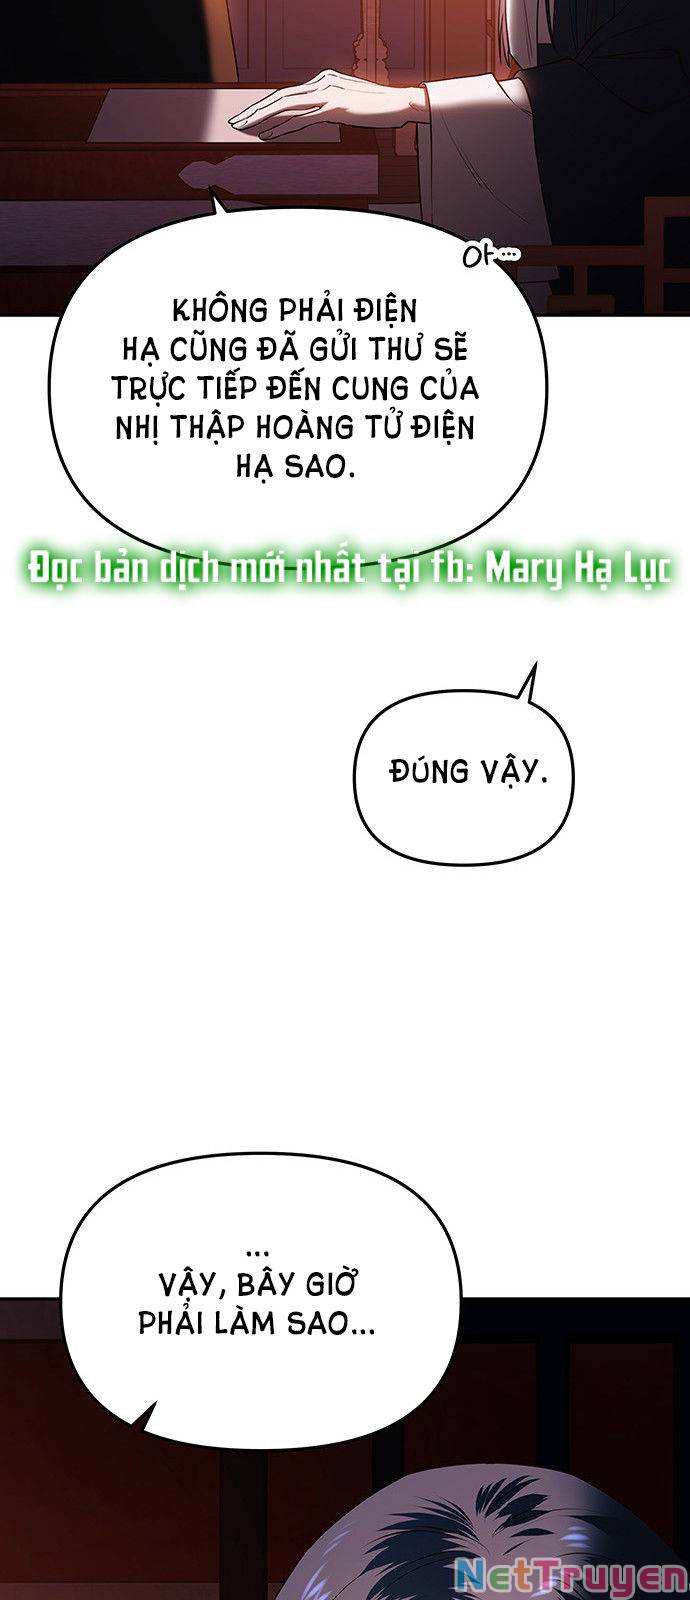 아…
KHÔNG PHẢI ĐIỆN
HẠ CŨNG ĐÃ GỬI THƯ SẼ
TRỰC TIẾP ĐẾN CUNG CỦA
NHỊ THẬP HOÀNG TỬ ĐIỆN
HẠ SAO.
Đọc bản dịch mới nhất tại fb: Mary Hạ Lục
ĐÚNG VẬY.
...
VẬY, BÂY GIỜ
PHẢI LÀM SAO...
NetTruyen